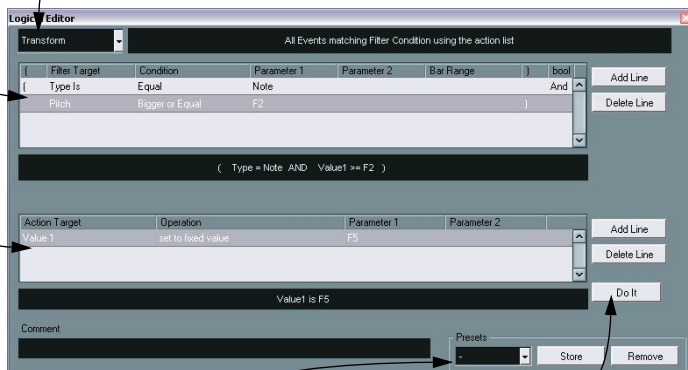 Logical Editor
Transform All Events matching Filter Condition using the action list
( Filter Target Condition Parameter 1 Parameter 2 Bar Range ) bool
( Type Is Equal Note And
Pitch Bigger or Equal F2 )
Add Line
Delete Line
( Type = Note AND Value1 >= F2 )
Action Target Operation Parameter 1 Parameter 2
Value 1 set to fixed value F5
Add Line
Delete Line
Value1 is F5
Do It
Comment
Presets
- Store Remove